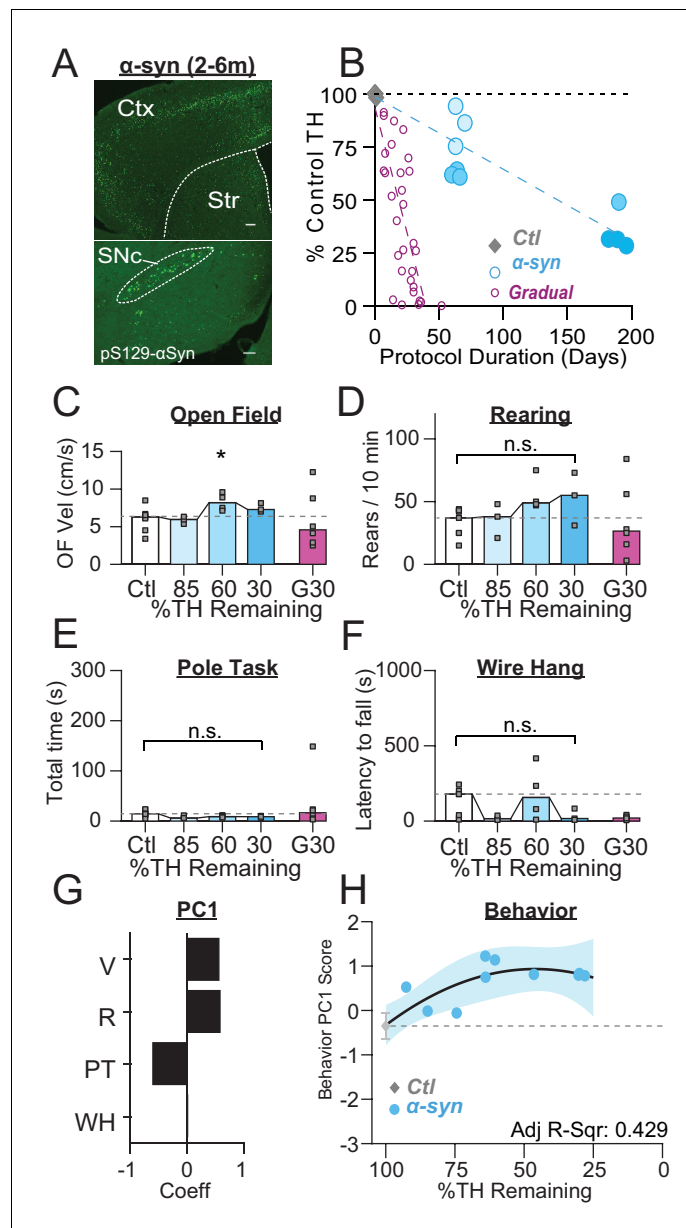 A
α-syn (2-6m)
Ctx
Str
SNc
pS129-αSyn
B
% Control TH
100
75
50
25
0
Ctl
α-syn
Gradual
0 50 100 150 200
Protocol Duration (Days)
C
Open Field
OF Vel (cm/s)
15
10
5
0
*
Ctl 85 60 30 G30
%TH Remaining
D
Rearing
Rears / 10 min
100
50
0
n.s.
Ctl 85 60 30 G30
%TH Remaining
E
Pole Task
Total time (s)
300
200
100
0
n.s.
Ctl 85 60 30 G30
%TH Remaining
F
Wire Hang
Latency to fall (s)
1000
500
0
n.s.
Ctl 85 60 30 G30
%TH Remaining
G
PC1
V
R
PT
WH
-1 0 1
Coeff
H
Behavior
Behavior PC1 Score
2
1
0
-1
-2
-3
Ctl
α-syn
Adj R-Sqr: 0.429
100 75 50 25 0
%TH Remaining